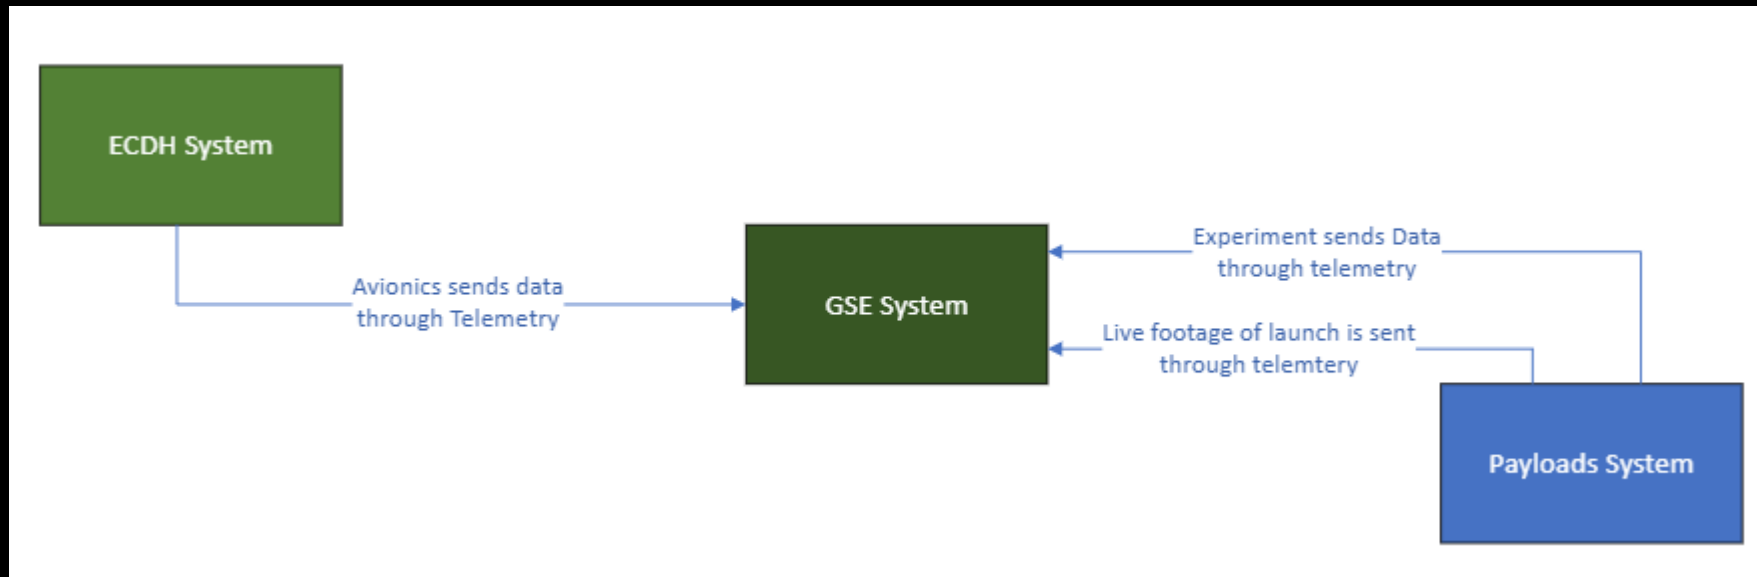 ECDH System
Avionics sends data
through Telemetry
GSE System
Experiment sends Data
through telemetry
Live footage of launch is sent
through telemtery
Payloads System